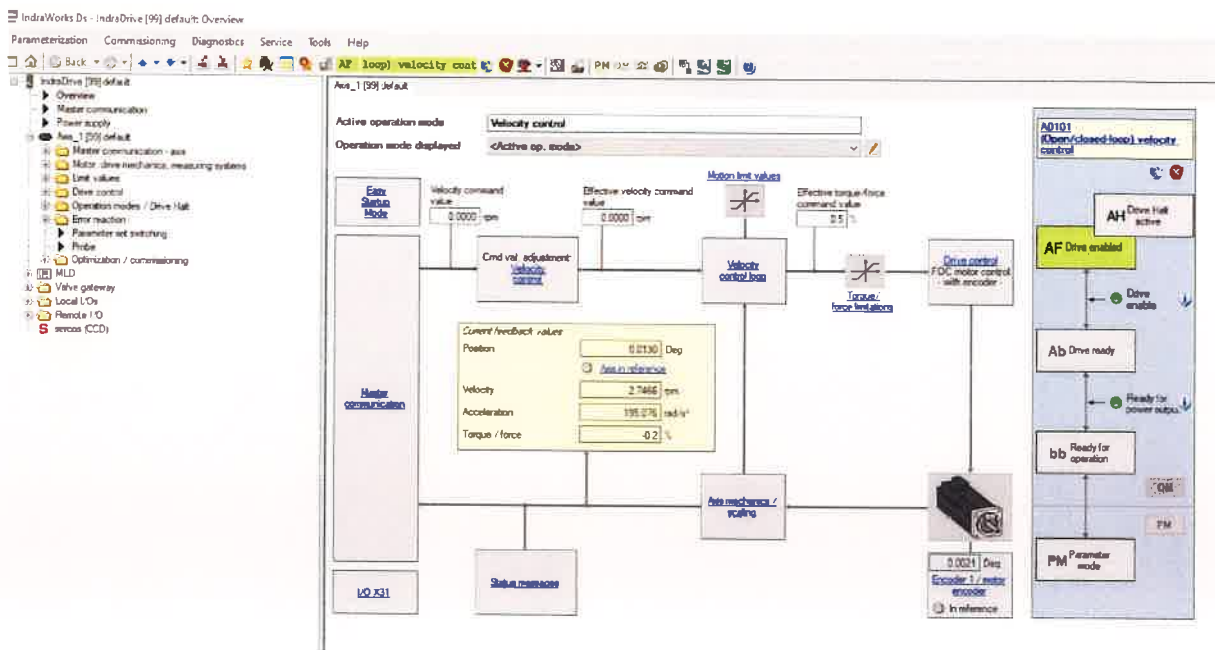 IndraWorks Ds - IndraDrive [99] default: Overview
Parameterization Commissioning Diagnostics Service Tools Help
Back
AF loop) velocity cont
PM
IndraDrive [99] default
Overview
Master communication
Power supply
Axis_1 [99] default
Master communication - axis
Motor, drive mechanics, measuring systems
Limit values
Drive control
Operation modes / Drive Halt
Error reaction
Parameter set switching
Probe
Optimization / commissioning
MLD
Valve gateway
Local I/Os
Remote I/O
S sercos (CCD)
Axis_1 [99] default
Active operation mode
Velocity control
Operation mode displayed
<Active op. mode>
Easy
Startup
Mode
Velocity command
value
0.0000 rpm
Effective velocity command
value
0.0000 rpm
Motion limit values
Effective torque/force
command value
0.5 %
Cmd val. adjustment
Velocity
control
Velocity
control loop
Torque/
force limitations
Drive control
FOC motor control
- with encoder -
Current feedback values
Position
0.0130 Deg
Axis in reference
Velocity
2.7466 rpm
Acceleration
195.076 rad/s²
Torque / force
-0.2 %
Master
communication
Axis mechanics /
scaling
Status messages
I/O X31
0.0021 Deg
Encoder 1 / motor
encoder
In reference
A0101
(Open/closed-loop) velocity
control
AH Drive Halt
active
AF Drive enabled
Drive
enable
Ab Drive ready
Ready for
power output
bb Ready for
operation
OM
PM
PM Parameter
mode